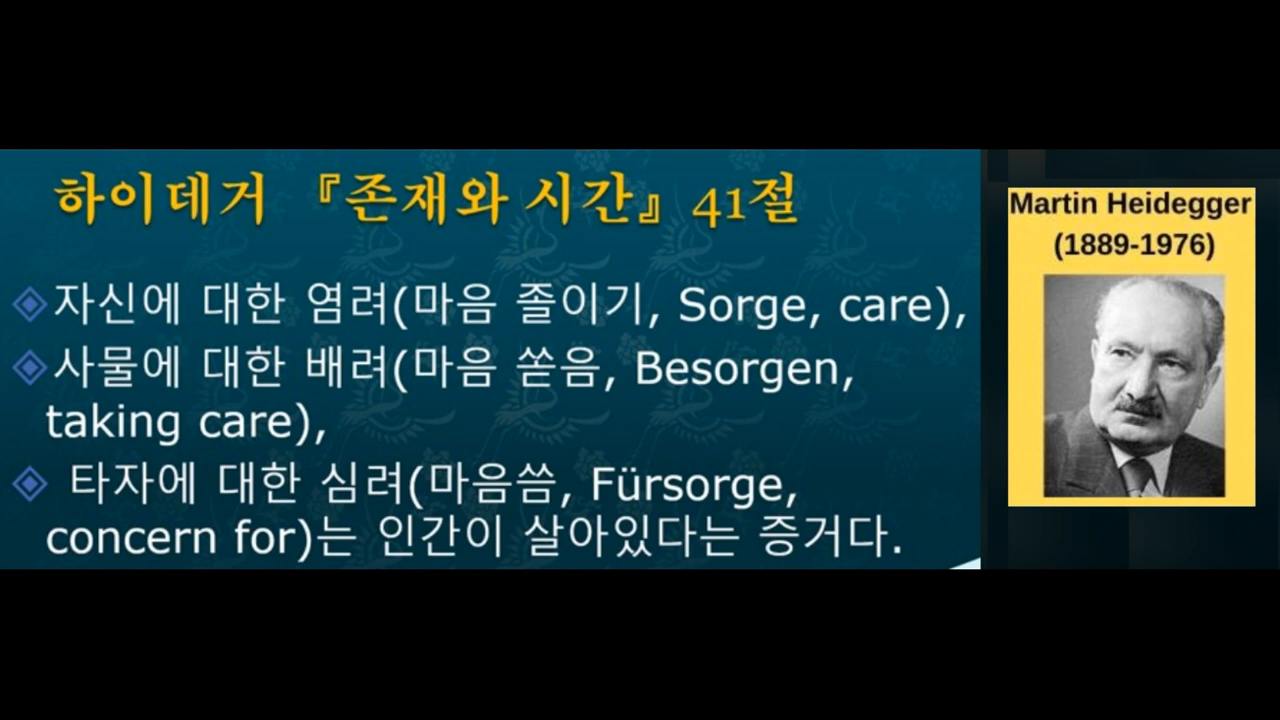 하이데거 『존재와 시간』 41절
자신에 대한 염려(마음 졸이기, Sorge, care),
사물에 대한 배려(마음 쏟음, Besorgen,
taking care),
타자에 대한 심려(마음씀, Fürsorge,
concern for)는 인간이 살아있다는 증거다.
Martin Heidegger
(1889-1976)